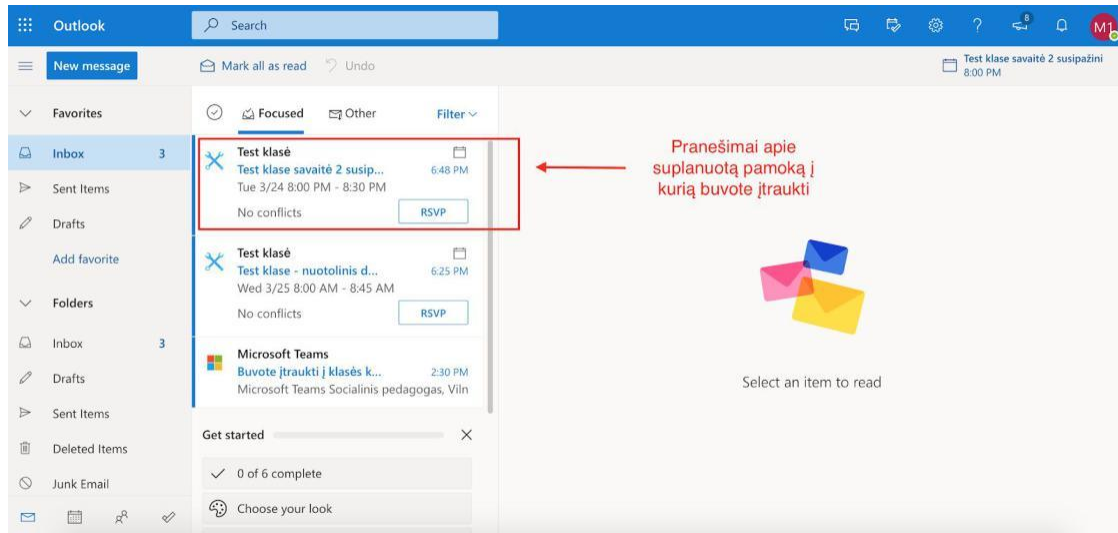 Outlook
Search
8
M1
New message
Mark all as read
Undo
Test klase savaitė 2 susipažini
8:00 PM
Favorites
Inbox 3
Sent Items
Drafts
Add favorite
Folders
Inbox 3
Drafts
Sent Items
Deleted Items
Junk Email
Focused
Other
Filter
Test klasė
Test klase savaitė 2 susip... 6:48 PM
Tue 3/24 8:00 PM - 8:30 PM
No conflicts RSVP
Test klasė
Test klase - nuotolinis d... 6:25 PM
Wed 3/25 8:00 AM - 8:45 AM
No conflicts RSVP
Microsoft Teams
Buvote įtraukti į klasės k... 2:30 PM
Microsoft Teams Socialinis pedagogas, Viln
Get started
0 of 6 complete
Choose your look
Pranešimai apie
suplanuotą pamoką į
kurią buvote įtraukti
Select an item to read